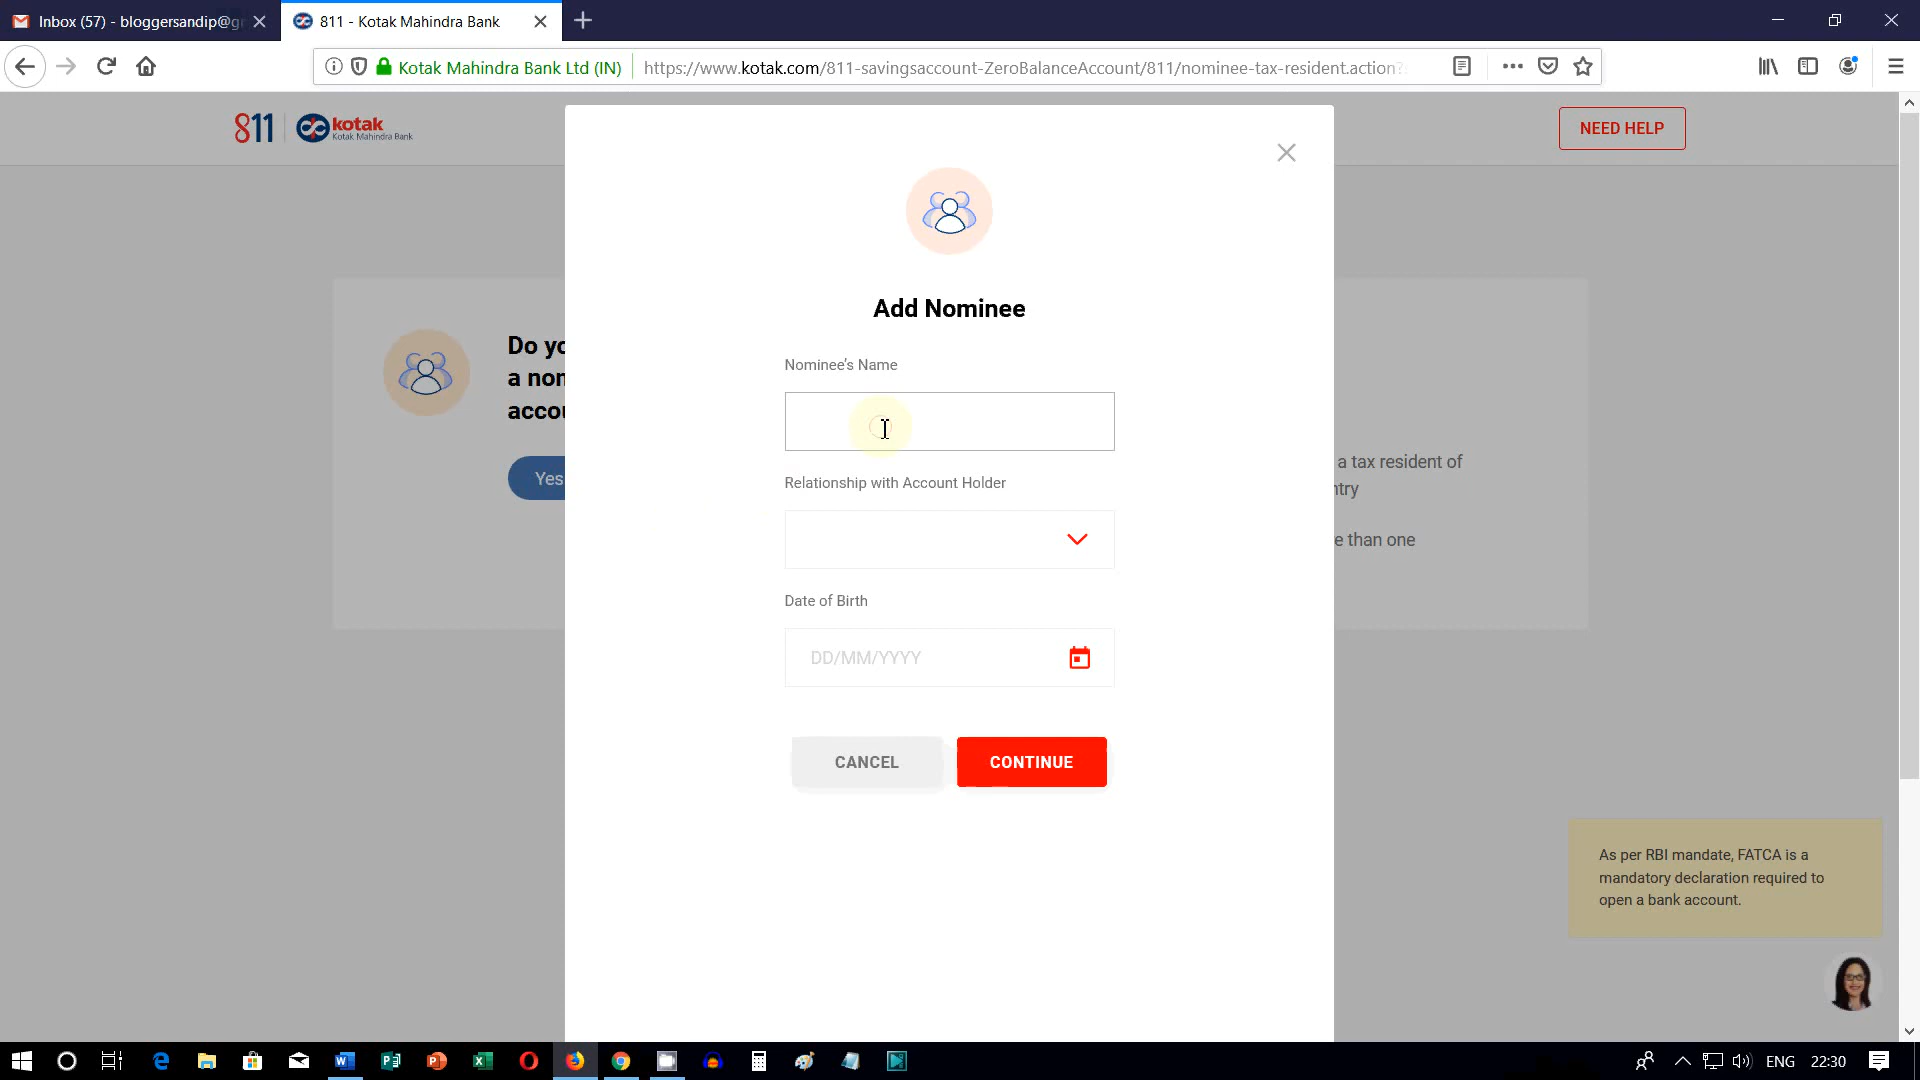 Inbox (57) - bloggersandip@g
811 - Kotak Mahindra Bank
Kotak Mahindra Bank Ltd (IN)
https://www.kotak.com/811-savingsaccount-ZeroBalanceAccount/811/nominee-tax-resident.action?
811
kotak
Kotak Mahindra Bank
NEED HELP
Add Nominee
Do yo
a non
accou
Yes
Nominee's Name
Relationship with Account Holder
Date of Birth
DD/MM/YYYY
CANCEL
CONTINUE
a tax resident of
ntry
e than one
As per RBI mandate, FATCA is a
mandatory declaration required to
open a bank account.
ENG
22:30